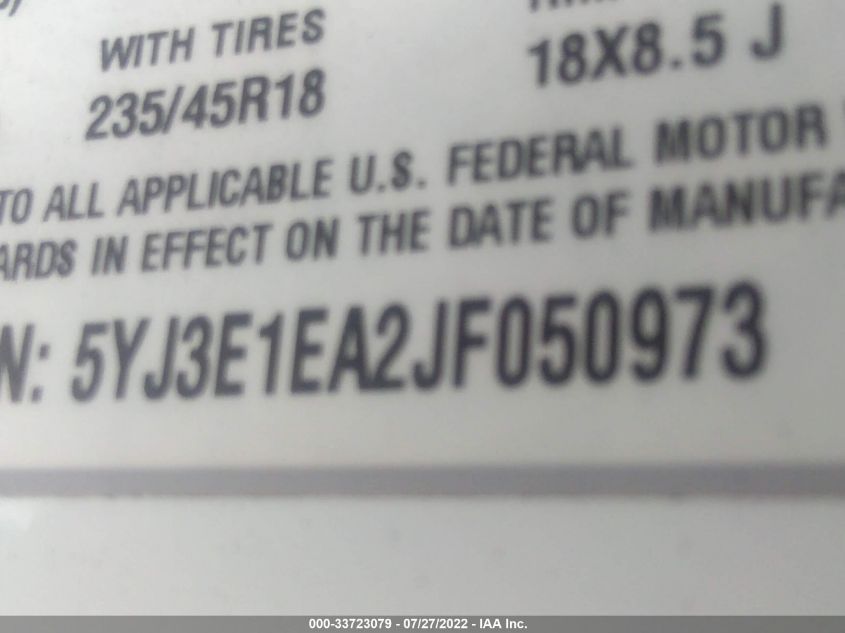 WITH TIRES
235/45R18
18X8.5 J
TO ALL APPLICABLE U.S. FEDERAL MOTOR
ARDS IN EFFECT ON THE DATE OF MANUFA
N: 5YJ3E1EA2JF050973
000-33723079 - 07/27/2022 - IAA Inc.